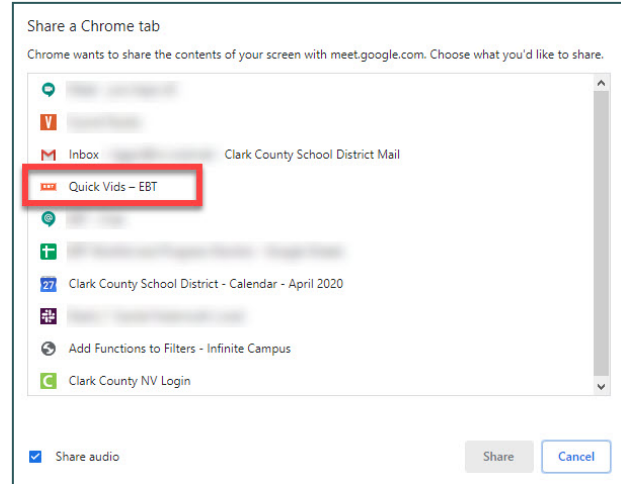 Share a Chrome tab
Chrome wants to share the contents of your screen with meet.google.com. Choose what you'd like to share.
Inbox Clark County School District Mail
Quick Vids – EBT
27 Clark County School District - Calendar - April 2020
Add Functions to Filters - Infinite Campus
Clark County NV Login
Share audio Share Cancel